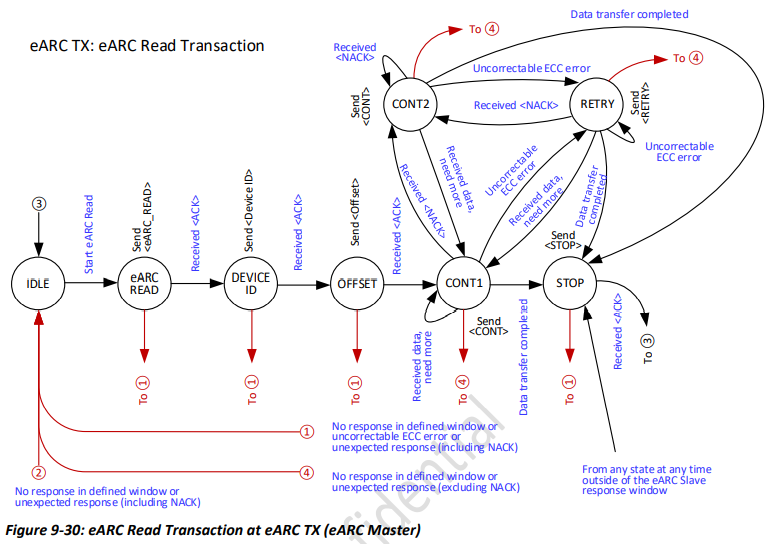 Data transfer completed
eARC TX: eARC Read Transaction
Received
<NACK>
To ④
To ④
Uncorrectable ECC error
Send
<CONT>
CONT2
Received <NACK>
RETRY
Send
<RETRY>
Uncorrectable
ECC error
Received data,
need more
Uncorrectable
ECC error
Received data,
need more
Data transfer
completed
Received <NACK>
③
Start eARC Read
Send
<eARC_READ>
Received <ACK>
Send <Device ID>
Received <ACK>
Send <Offset>
Received <ACK>
Send
<STOP>
IDLE
eARC
READ
DEVICE
ID
OFFSET
CONT1
STOP
Send
<CONT>
Received data,
need more
Data transfer completed
Received <ACK>
To ③
To ①
To ①
To ①
To ④
To ①
①
No response in defined window or
uncorrectable ECC error or
unexpected response (including NACK)
②
④
No response in defined window or
unexpected response (excluding NACK)
From any state at any time
outside of the eARC Slave
response window
No response in defined window or
unexpected response (including NACK)
Figure 9-30: eARC Read Transaction at eARC TX (eARC Master)